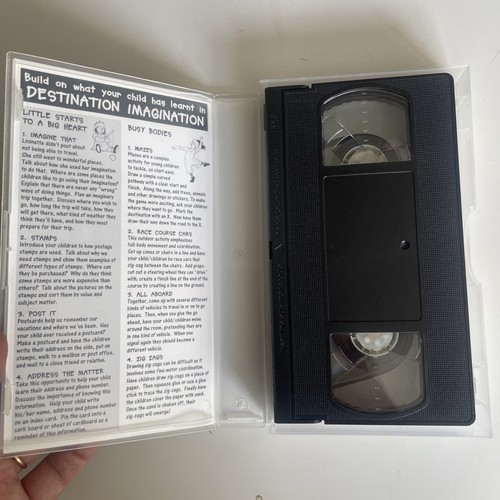 Build on what your child has learnt in
DESTINATION IMAGINATION
LITTLE STARTS
TO A BIG HEART
1. IMAGINE THAT
Loonette didn't pout about
not being able to travel.
She still went to wonderful places.
Talk about how she used her imagination
to do that. Where are some places the
children like to go using their imagination?
Explain that there are never any "wrong"
ways of doing things. Plan an imaginary
trip together. Discuss where you wish to
go, how long the trip will take, how they
will get there, what kind of weather they
think they'll have, and how they must
prepare for their trip.
2. STAMPS
Introduce your children to how postage
stamps are used. Talk about why we
need stamps and show them examples of
different types of stamps. Where can
they be purchased? Why do they think
some stamps are more expensive than
others? Talk about the pictures on the
stamps and sort them by value and
subject matter.
3. POST IT
Postcards help us remember our
vacations and where we've been. Has
your child ever received a postcard?
Make a postcard and have the children
write their address on the side, put on
stamps, walk to a mailbox or post office,
and mail to a close friend or relative.
4. ADDRESS THE MATTER
Take this opportunity to help your child
learn their address and phone number.
Discuss the importance of knowing this
information. Help your child write
his/her name, address and phone number
on an index card. Pin the card onto a
cork board or sheet of cardboard as a
reminder of this information.
BUSY BODIES
1. MAZES
Mazes are a complex
activity for young children
to tackle, so start easy.
Draw a simple curved
pathway with a clear start and
finish. Along the way, add trees, animals
and other drawings or stickers. To make
the game more exciting, ask your children
where they want to go. Mark the
destination with an X. Now have them
draw their way down the road to the X.
2. RACE COURSE CARS
This outdoor activity emphasizes
full-body movement and coordination.
Set up cones or chairs in a line and have
your child/children be race cars that
zig-zag between the chairs. Add props:
cut out a steering wheel they can "drive"
with; create a finish line at the end of the
course by creating a line on the ground.
3. ALL ABOARD
Together, come up with several different
kinds of vehicles to travel in or on to go
places. Then, when you give the go
ahead, have your child/children move
around the room, pretending they are
in one kind of vehicle. When you
signal again they should become a
different vehicle.
4. ZIG ZAGS
Drawing zig-zags can be difficult as it
involves some fine motor coordination.
Have children draw zig-zags on a piece of
paper. Then squeeze glue or use a glue
stick to trace the zig-zags. Finally have
the children cover the paper with sand.
Once the sand is shaken off, their
zig-zags will emerge!